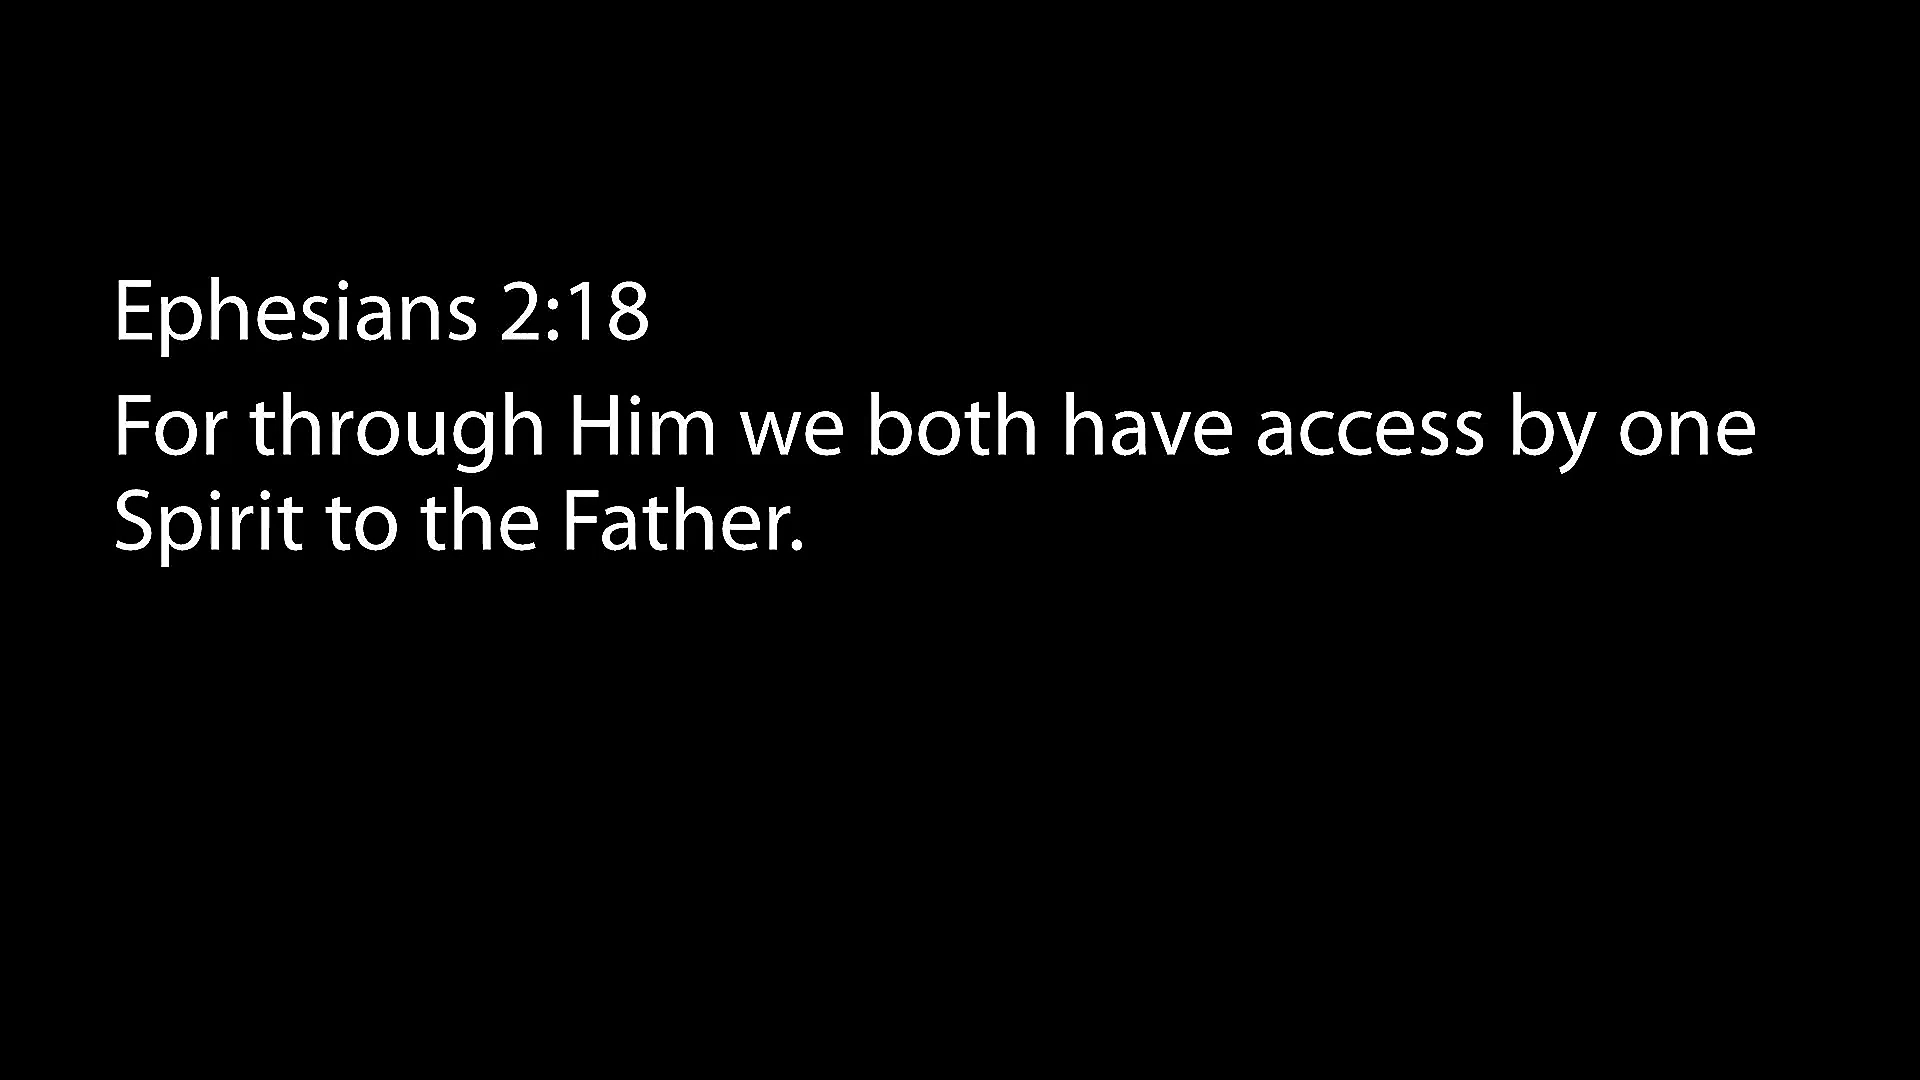 Ephesians 2:18
For through Him we both have access by one
Spirit to the Father.